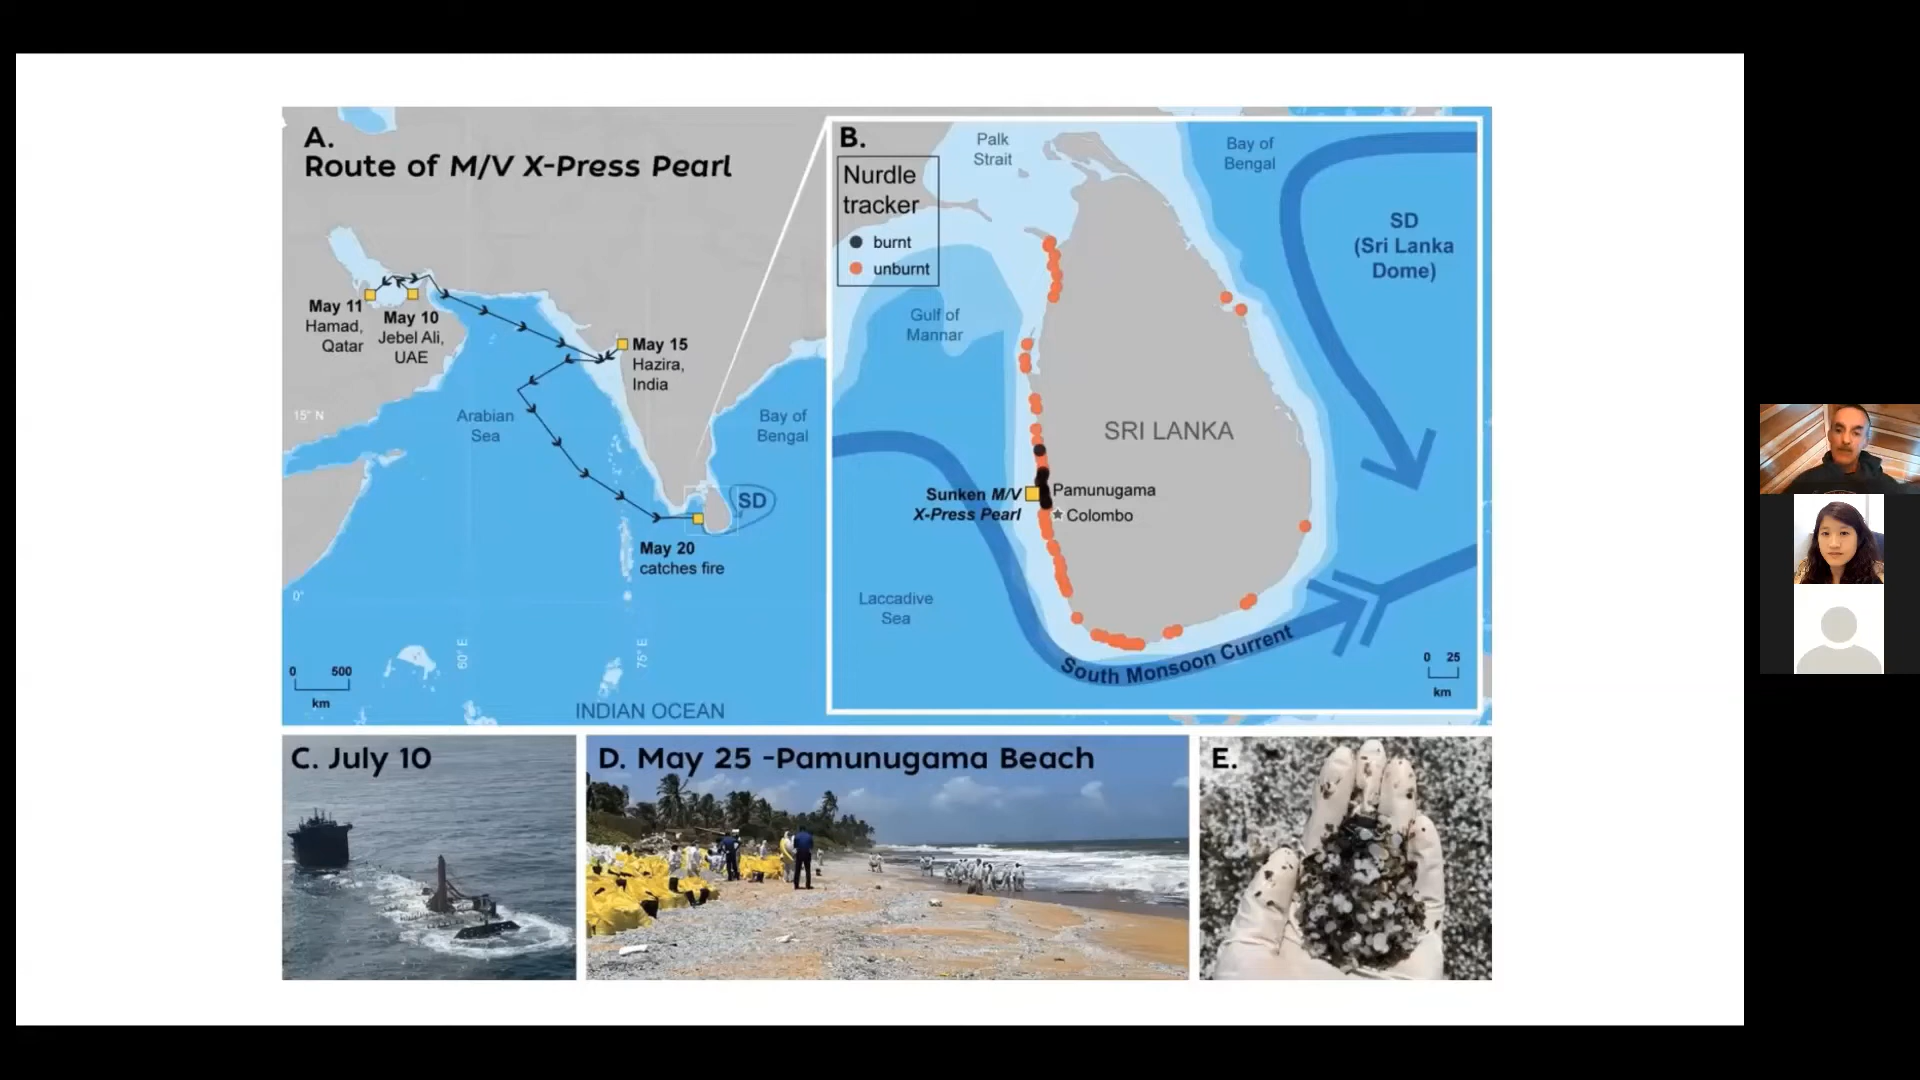 A.
Route of M/V X-Press Pearl
May 11
Hamad,
Qatar
May 10
Jebel Ali,
UAE
May 15
Hazira,
India
15° N
Arabian
Sea
Bay of
Bengal
SD
May 20
catches fire
0°
60° E
75° E
0 500
km
INDIAN OCEAN
B.
Nurdle
tracker
burnt
unburnt
Palk
Strait
Bay of
Bengal
SD
(Sri Lanka
Dome)
Gulf of
Mannar
SRI LANKA
Sunken M/V
X-Press Pearl
Pamunugama
Colombo
Laccadive
Sea
South Monsoon Current
0 25
km
C. July 10
D. May 25 -Pamunugama Beach
E.